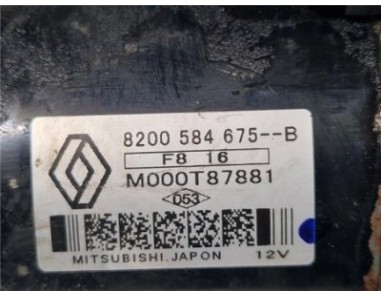 8200 584 675--B
F8 16
M000T87881
D53
MITSUBISHI.JAPON 12V